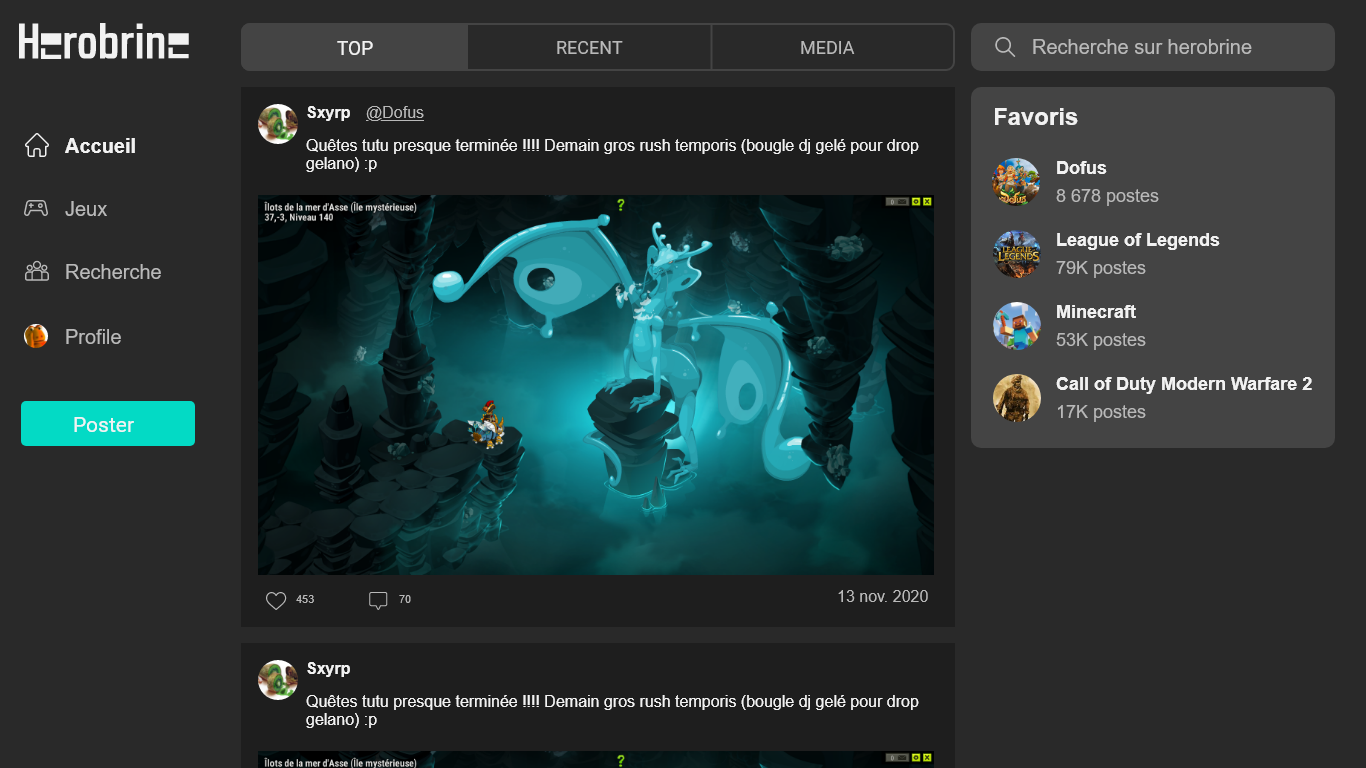 Herobrine
Accueil
Jeux
Recherche
Profile
Poster
TOP
RECENT
MEDIA
Sxyrp @Dofus
Quêtes tutu presque terminée !!!! Demain gros rush temporis (bougle dj gelé pour drop
gelano) :p
Îlots de la mer d'Asse (Île mystérieuse)
37,-3, Niveau 140
?
453
70
13 nov. 2020
Sxyrp
Quêtes tutu presque terminée !!!! Demain gros rush temporis (bougle dj gelé pour drop
gelano) :p
Îlots de la mer d'Asse (Île mystérieuse)
?
Recherche sur herobrine
Favoris
Dofus
Dofus
8 678 postes
LEAGUE OF
LEGENDS
League of Legends
79K postes
Minecraft
53K postes
Call of Duty Modern Warfare 2
17K postes